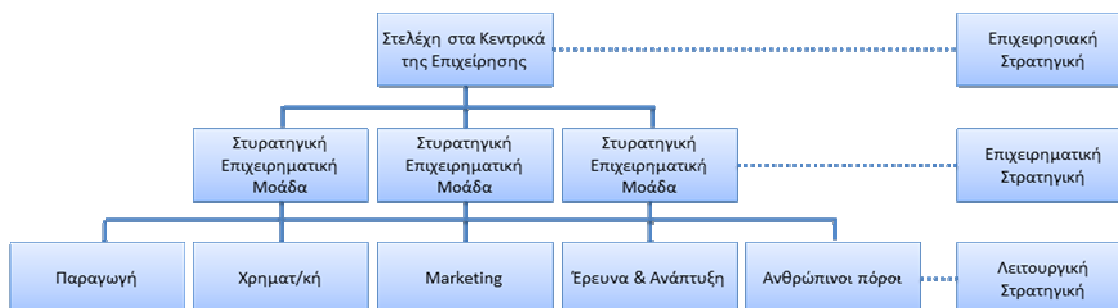 Στελέχη στα Κεντρικά
της Επιχείρησης
Επιχειρησιακή
Στρατηγική
Στυρατηγική
Επιχειρηματική
Μοάδα
Στυρατηγική
Επιχειρηματική
Μοάδα
Στυρατηγική
Επιχειρηματική
Μοάδα
Επιχειρηματική
Στρατηγική
Παραγωγή
Χρηματ/κή
Marketing
Έρευνα & Ανάπτυξη
Ανθρώπινοι πόροι
Λειτουργική
Στρατηγική